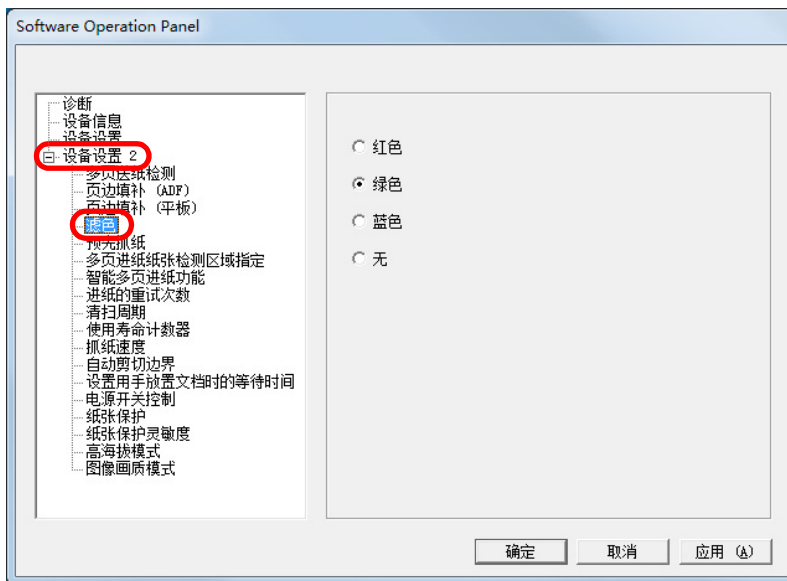 Software Operation Panel
诊断
设备信息
设备设置
设备设置 2
多页送纸检测
页边填补 (ADF)
页边填补 (平板)
滤色
预先抓纸
多页进纸纸张检测区域指定
智能多页进纸功能
进纸的重试次数
清扫周期
使用寿命计数器
抓纸速度
自动剪切边界
设置用手放置文档时的等待时间
电源开关控制
纸张保护
纸张保护灵敏度
高海拔模式
图像画质模式
红色
绿色
蓝色
无
确定 取消 应用 (A)